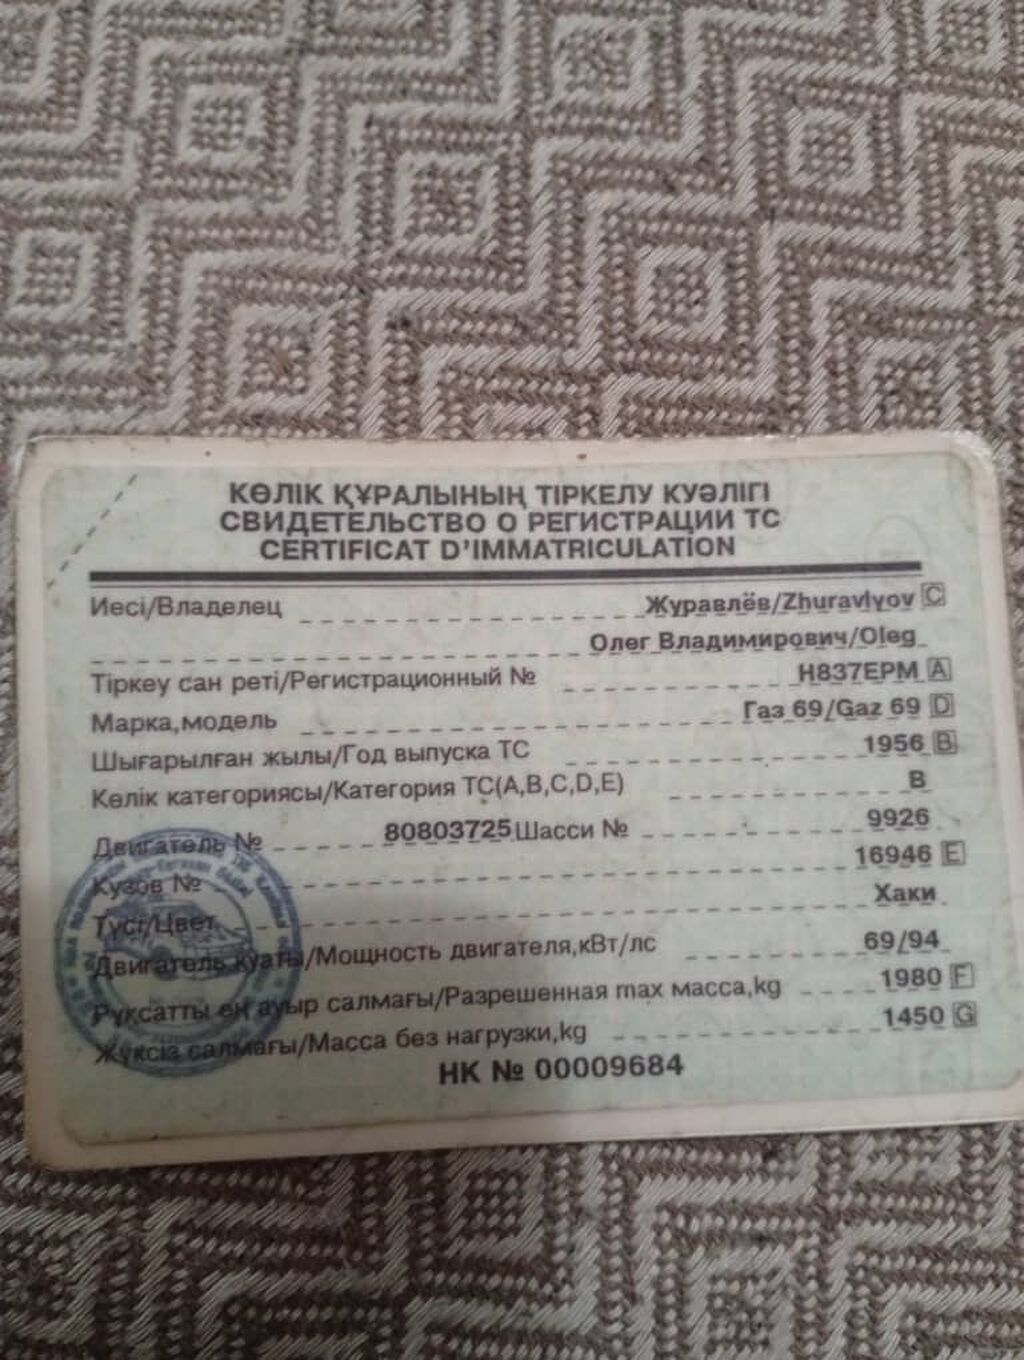 КӨЛІК ҚҰРАЛЫНЫҢ ТІРКЕЛУ КУӘЛІГІ
СВИДЕТЕЛЬСТВО О РЕГИСТРАЦИИ ТС
CERTIFICAT D'IMMATRICULATION
Иесі/Владелец Журавлёв/Zhuravlyov C
Олег Владимирович/Oleg
Тіркеу сан реті/Регистрационный № H837EPM A
Марка,модель Газ 69/Gaz 69 D
Шығарылған жылы/Год выпуска ТС 1956 B
Көлік категориясы/Категория ТС(A,B,C,D,E) B
Двигатель № 80803725 Шасси № 9926
Кузов № 16946 E
Түсі/Цвет Хаки
Двигатель қуаты/Мощность двигателя,кВт/лс 69/94
Рұқсатты ең ауыр салмағы/Разрешенная max масса,kg 1980 F
Жүксіз салмағы/Масса без нагрузки,kg 1450 G
НК № 00009684